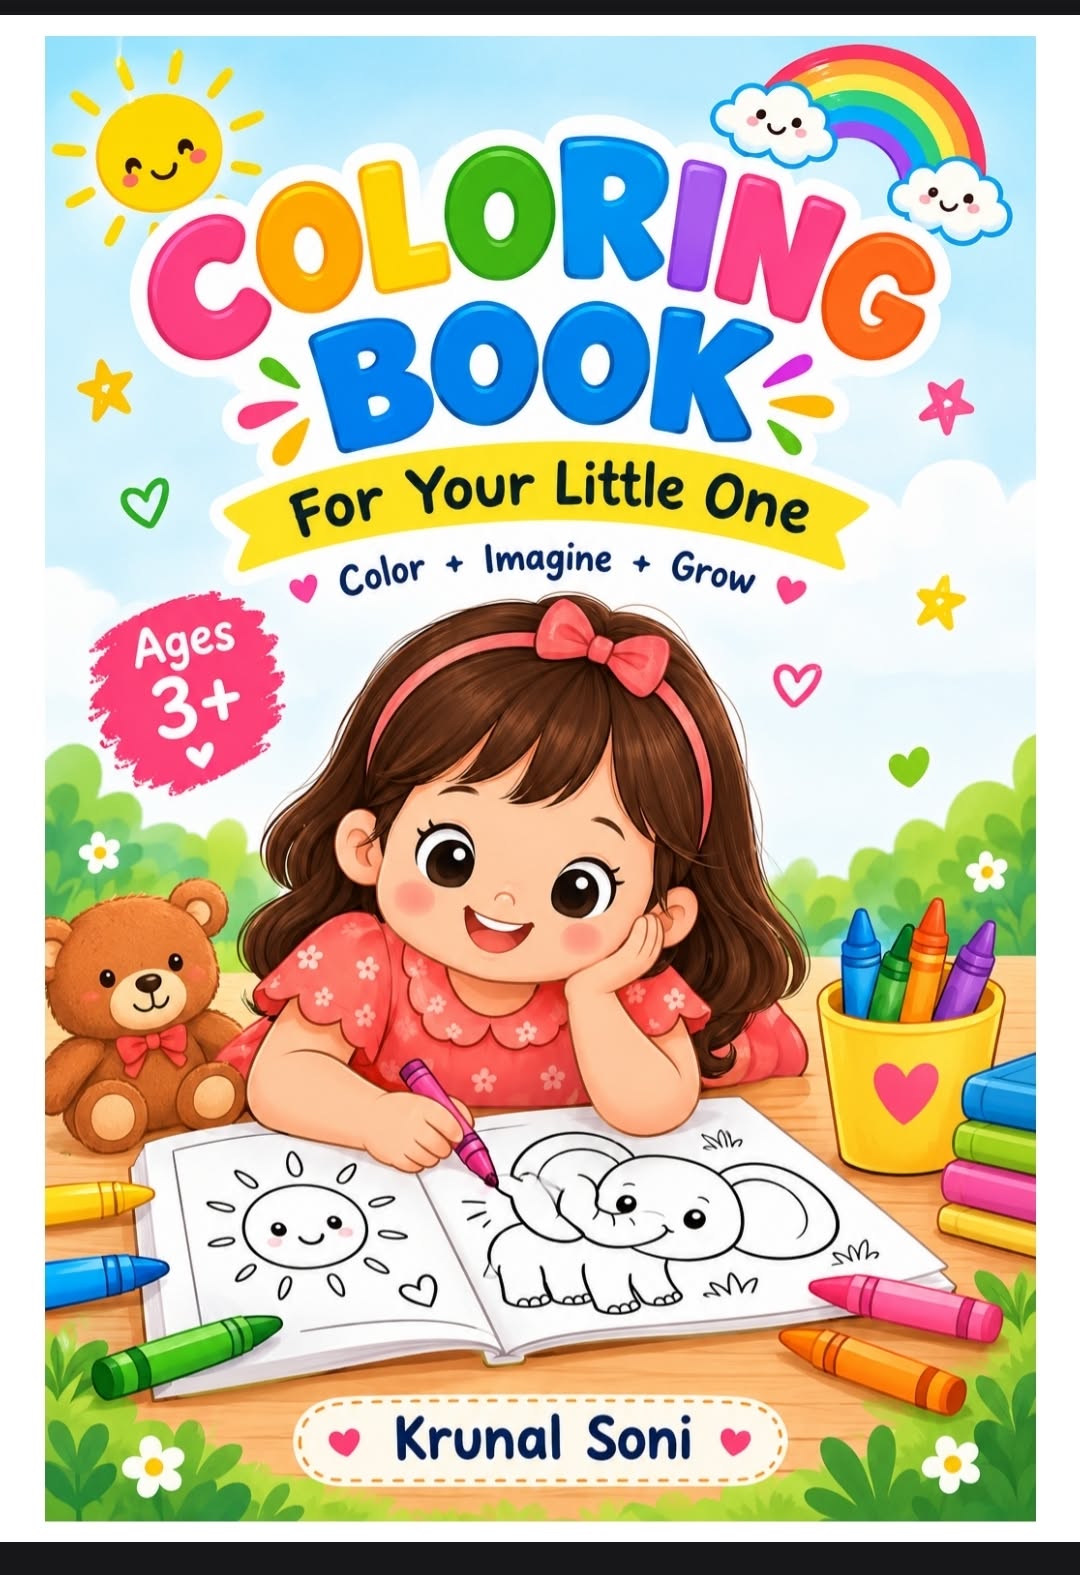 COLORING
BOOK
For Your Little One
Color + Imagine + Grow
Ages
3+
Krunal Soni